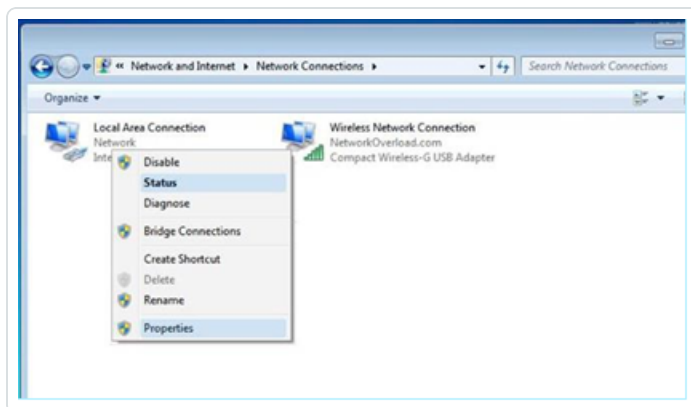 « Network and Internet ▸ Network Connections ▸ Search Network Connections
Organize
Local Area Connection
Network
Inte
Wireless Network Connection
NetworkOverload.com
Compact Wireless-G USB Adapter
Disable
Status
Diagnose
Bridge Connections
Create Shortcut
Delete
Rename
Properties